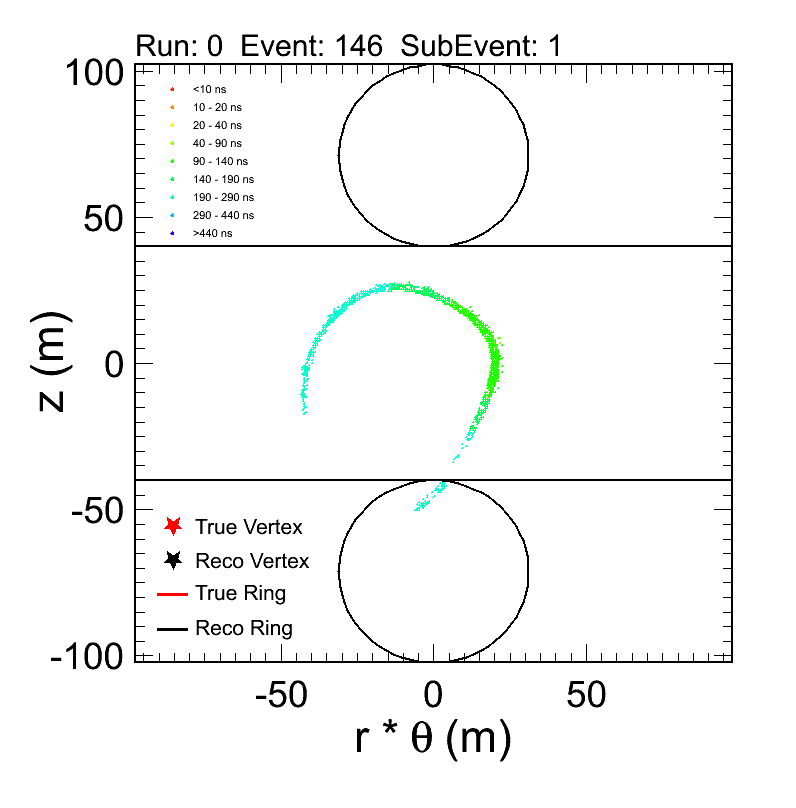 Run: 0  Event: 146  SubEvent: 1
100
<10 ns
10 - 20 ns
20 - 40 ns
40 - 90 ns
90 - 140 ns
140 - 190 ns
190 - 290 ns
290 - 440 ns
>440 ns
50
z (m)
0
-50
True Vertex
Reco Vertex
True Ring
Reco Ring
-100
-50 0 50
r * θ (m)